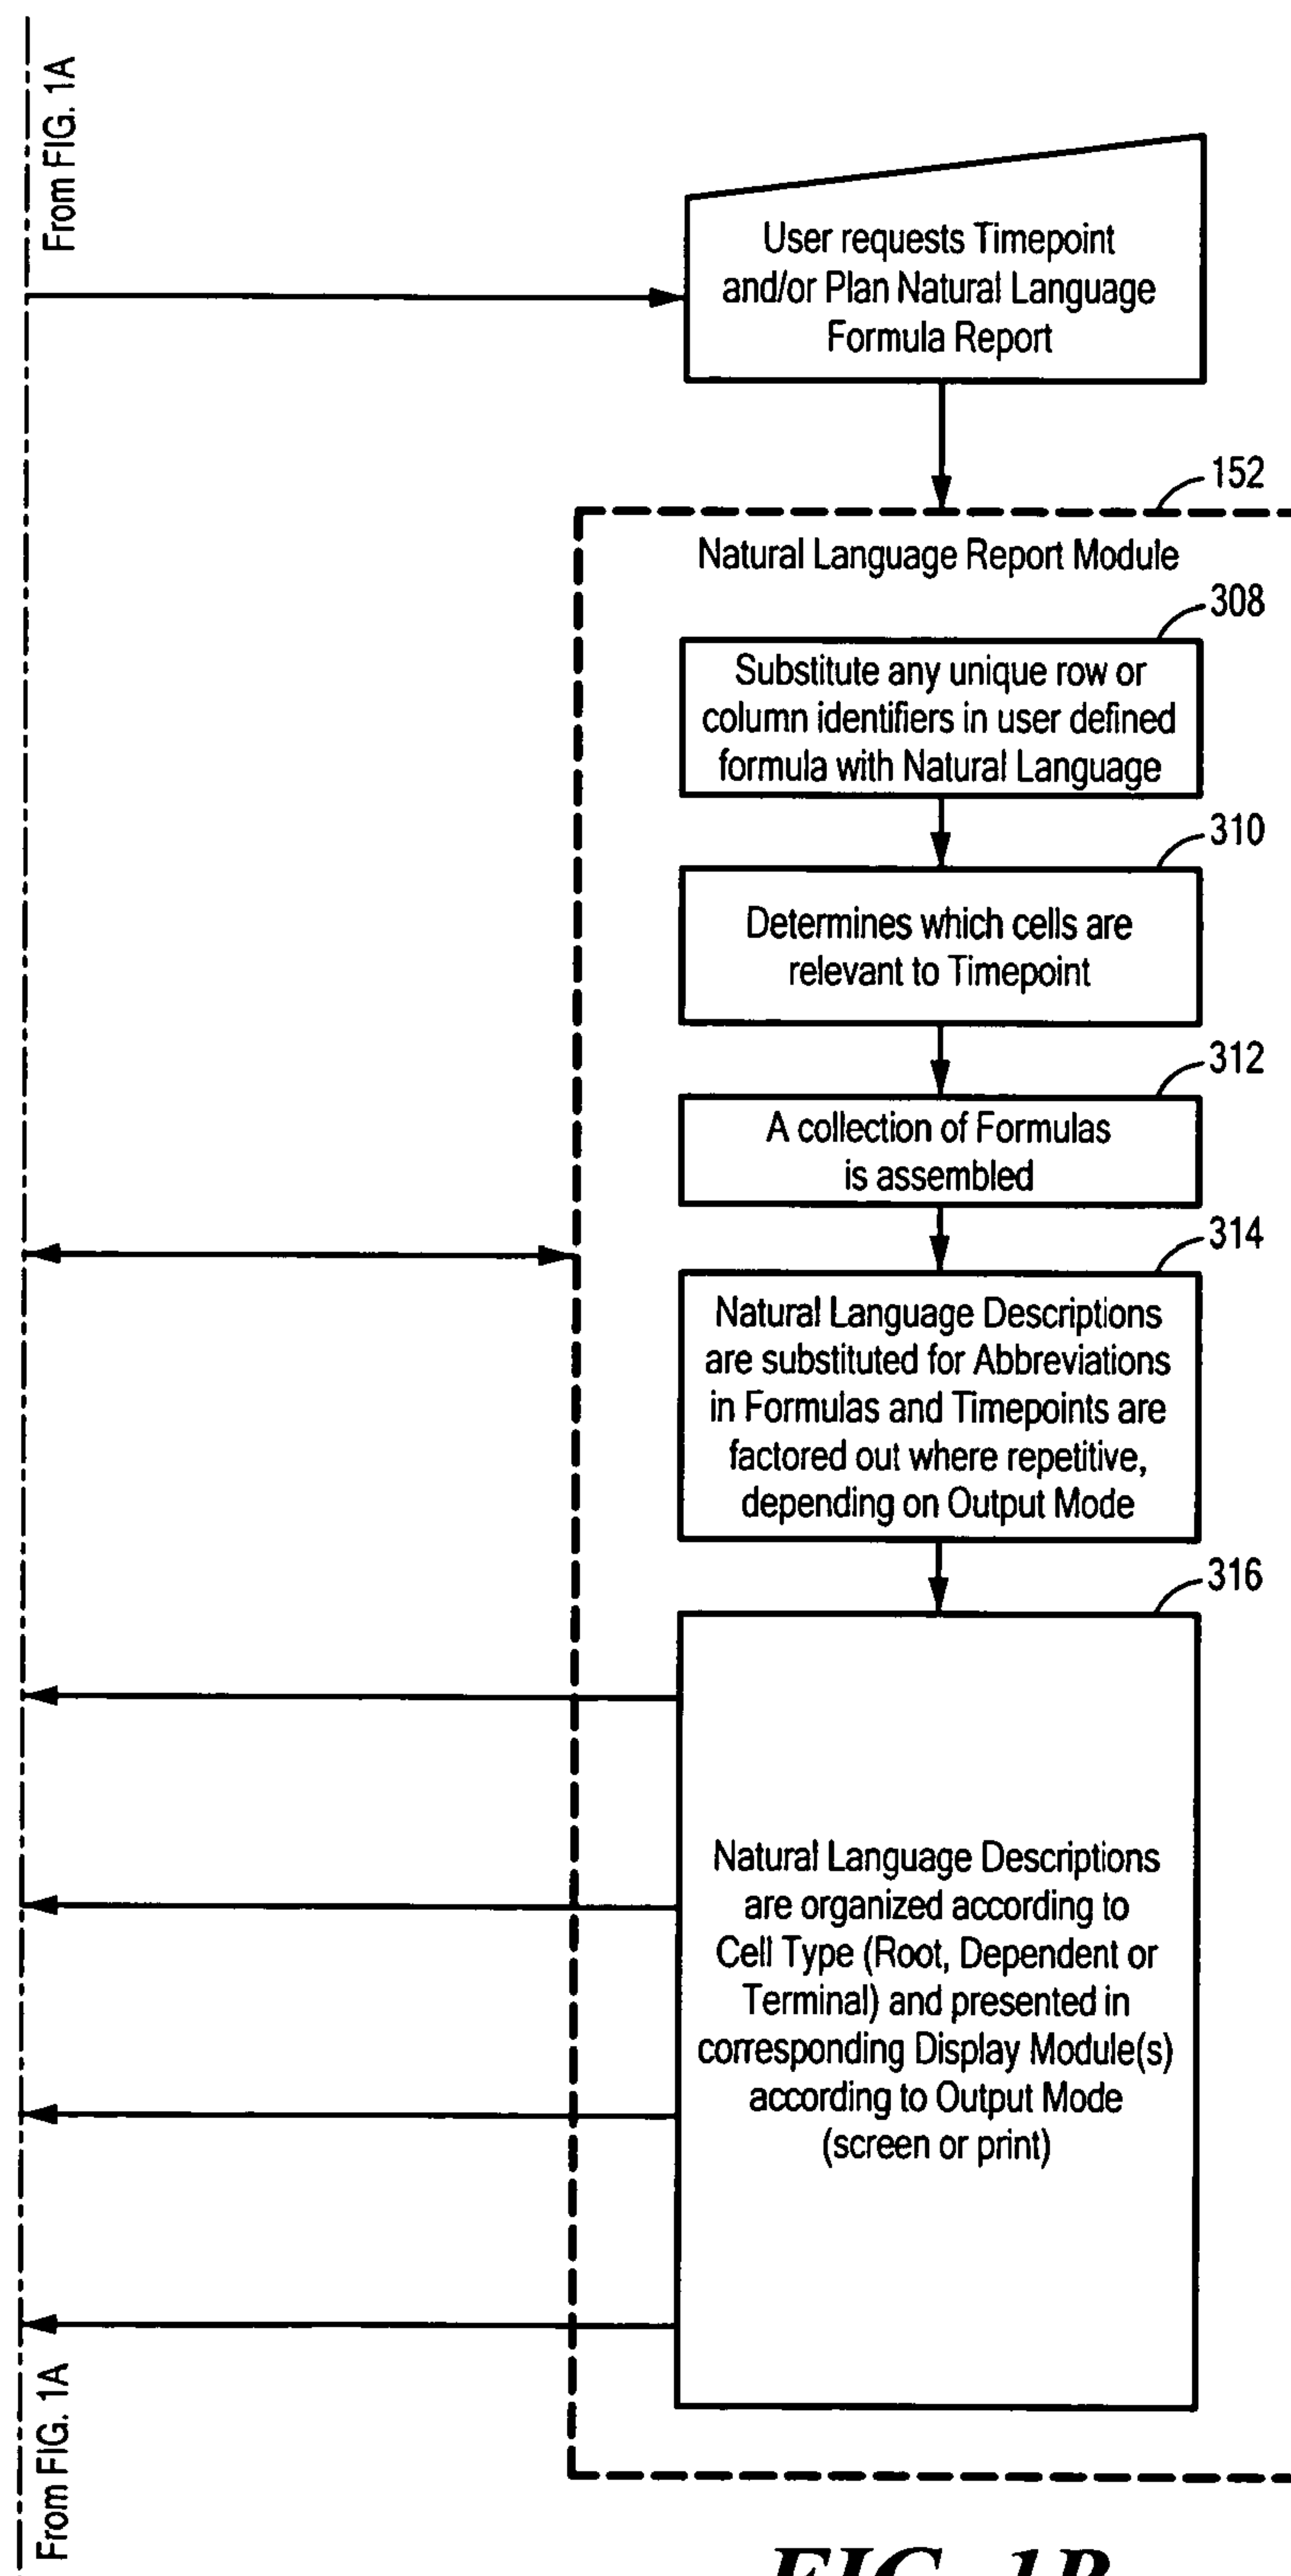 From FIG. 1A
User requests Timepoint
and/or Plan Natural Language
Formula Report
152
Natural Language Report Module
308
Substitute any unique row or
column identifiers in user defined
formula with Natural Language
310
Determines which cells are
relevant to Timepoint
312
A collection of Formulas
is assembled
314
Natural Language Descriptions
are substituted for Abbreviations
in Formulas and Timepoints are
factored out where repetitive,
depending on Output Mode
316
Natural Language Descriptions
are organized according to
Cell Type (Root, Dependent or
Terminal) and presented in
corresponding Display Module(s)
according to Output Mode
(screen or print)
From FIG. 1A
FIG. 1B